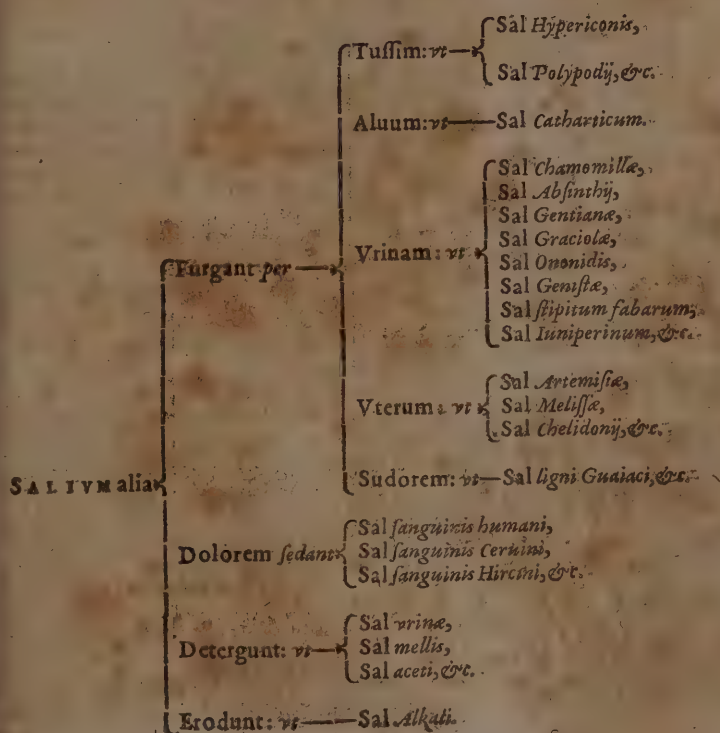 Sal Hypericonis,
Tuſſim: vt
Sal Polypodij, &c.
Aluum: vt Sal Catharticum.
Sal Chamomillæ,
Sal Abſinthij,
Sal Gentianæ,
Sal Graciolæ,
Vrinam: vt
Sal Ononidis,
Purgant per
Sal Geniſtæ,
Sal ſtipitum fabarum,
Sal Iuniperinum, &c.
Sal Artemiſiæ,
Vterum: vt Sal Meliſſæ,
Sal Chelidonij, &c.
SALIVM alia
Sudorem: vt Sal ligni Guaiaci, &c.
Sal ſanguinis humani,
Dolorem ſedant Sal ſanguinis Ceruini,
Sal ſanguinis Hircini, &c.
Sal vrinæ,
Detergunt: vt Sal mellis,
Sal aceti, &c.
Erodunt: vt Sal Alkali.